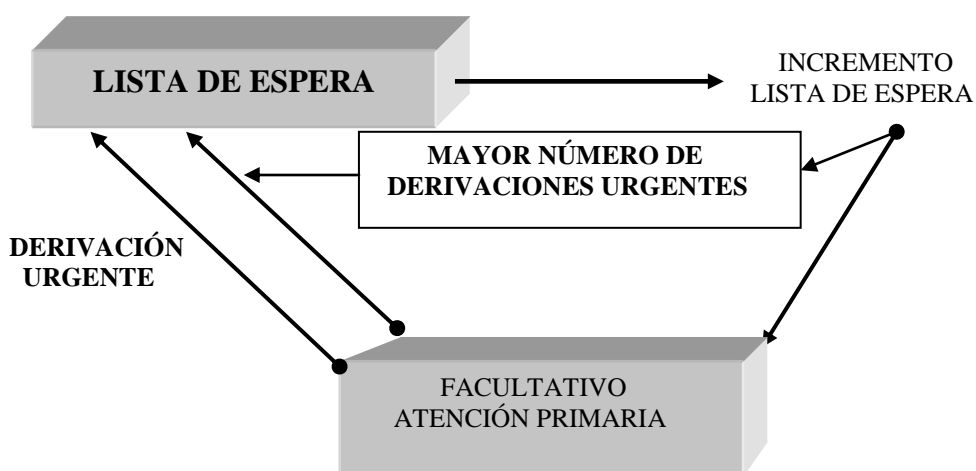 LISTA DE ESPERA
INCREMENTO
LISTA DE ESPERA
MAYOR NÚMERO DE
DERIVACIONES URGENTES
DERIVACIÓN
URGENTE
FACULTATIVO
ATENCIÓN PRIMARIA